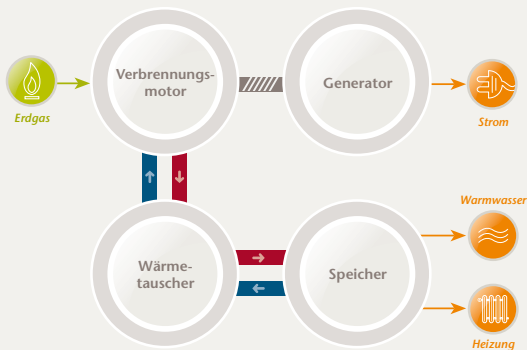 Verbrennungs-
motor
Generator
Erdgas
Strom
Wärme-
tauscher
Speicher
Warmwasser
Heizung